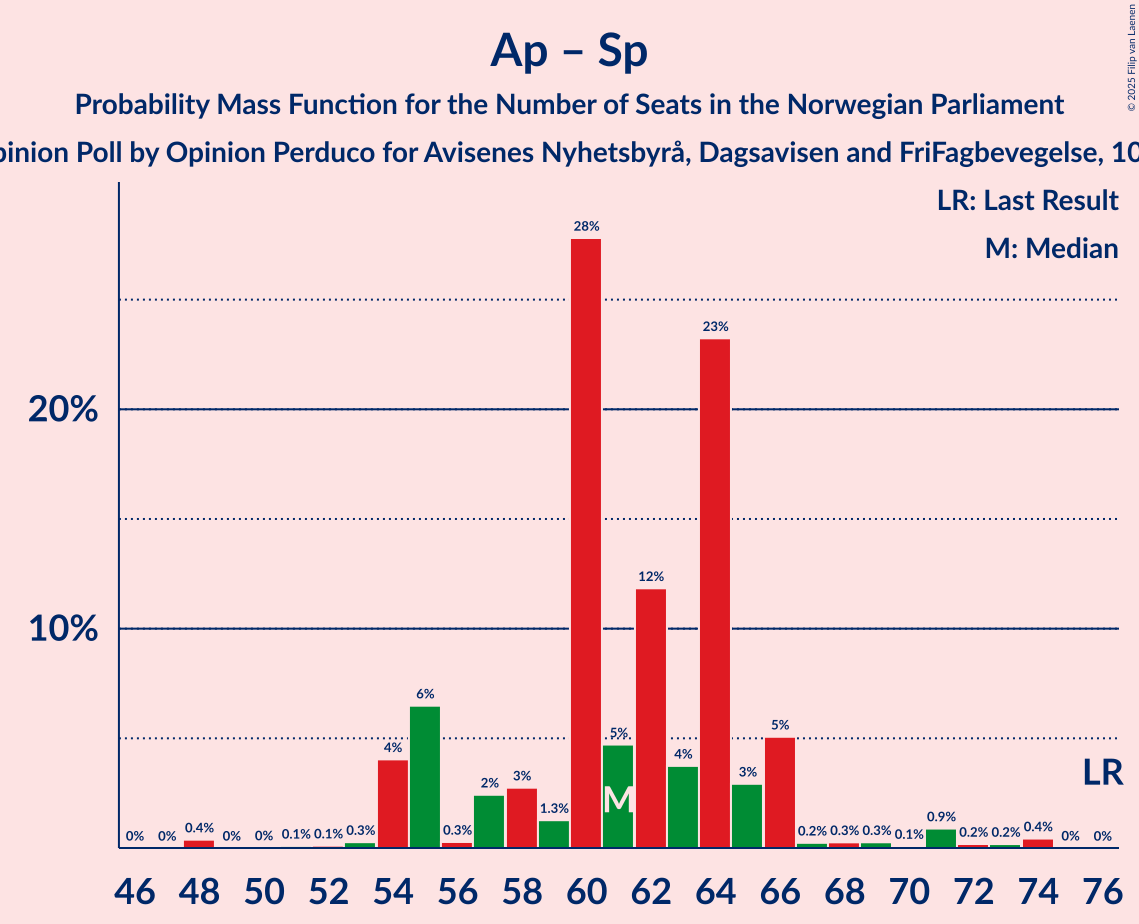 © 2025 Filip van Laenen
Ap – Sp
Probability Mass Function for the Number of Seats in the Norwegian Parliament
pinion Poll by Opinion Perduco for Avisenes Nyhetsbyrå, Dagsavisen and FriFagbevegelse, 10
LR: Last Result
M: Median
28%
23%
20%
12%
10%
6%
5%
5%
4%
4%
3%
3%
2%
LR
M
0% 0% 0.4% 0% 0% 0.1% 0.1% 0.3% 0.3% 1.3% 0.2% 0.3% 0.3% 0.1% 0.9% 0.2% 0.2% 0.4% 0% 0%
46 48 50 52 54 56 58 60 62 64 66 68 70 72 74 76